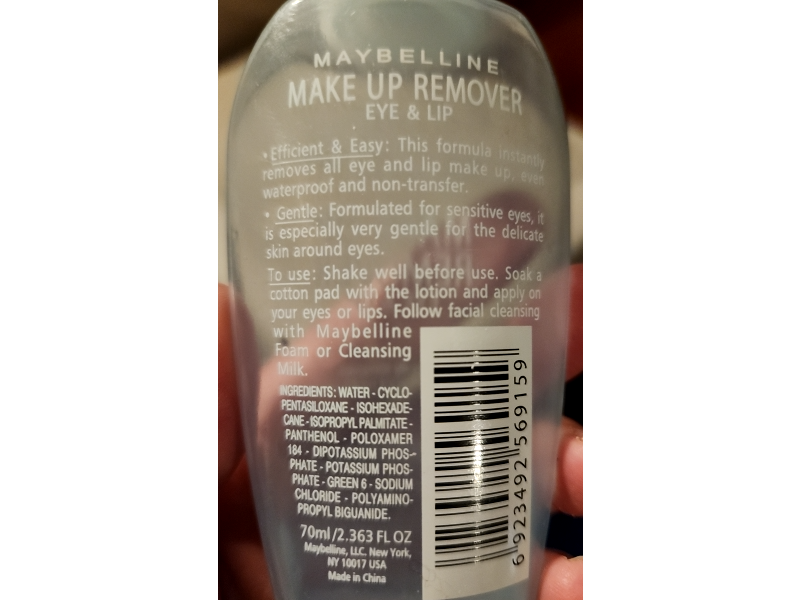 MAYBELLINE
MAKE UP REMOVER
EYE & LIP
• Efficient & Easy: This formula instantly
removes all eye and lip make up, even
waterproof and non-transfer.
• Gentle: Formulated for sensitive eyes, it
is especially very gentle for the delicate
skin around eyes.
To use: Shake well before use. Soak a
cotton pad with the lotion and apply on
your eyes or lips. Follow facial cleansing
with Maybelline
Foam or Cleansing
Milk.
INGREDIENTS: WATER - CYCLO-
PENTASILOXANE - ISOHEXADE-
CANE - ISOPROPYL PALMITATE -
PANTHENOL - POLOXAMER
184 - DIPOTASSIUM PHOS-
PHATE - POTASSIUM PHOS-
PHATE - GREEN 6 - SODIUM
CHLORIDE - POLYAMINO-
PROPYL BIGUANIDE.
70ml/2.363 FL OZ
Maybelline, LLC. New York,
NY 10017 USA
Made in China
6 923492 569159